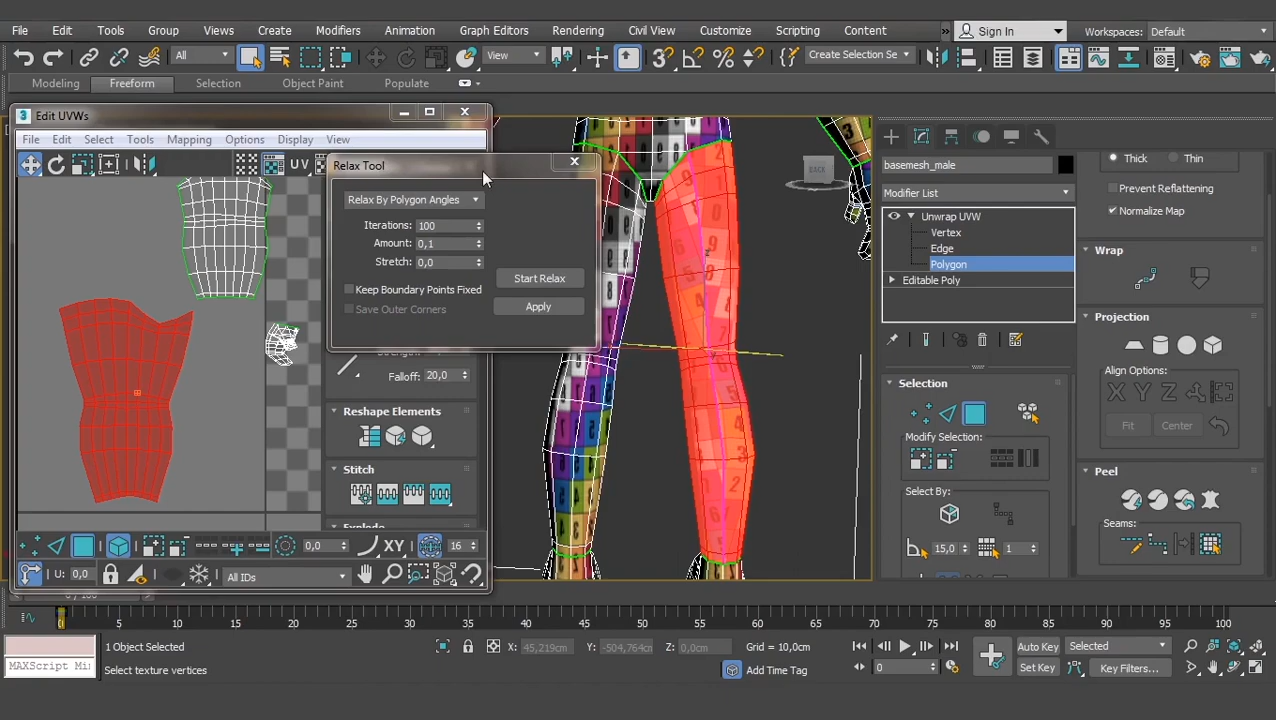 File Edit Tools Group Views Create Modifiers Animation Graph Editors Rendering Civil View Customize Scripting Content » Sign In Workspaces: Default
All View Create Selection Se
Modeling Freeform Selection Object Paint Populate
3 Edit UVWs
File Edit Select Tools Mapping Options Display View
UV
Relax Tool
Relax By Polygon Angles
Iterations: 100
Amount: 0,1
Stretch: 0,0
Start Relax
Keep Boundary Points Fixed
Save Outer Corners
Apply
Falloff: 20,0
Reshape Elements
Stitch
Explode
0,0 XY 16
U: 0,0 All IDs
BACK
basemesh_male
Modifier List
Unwrap UVW
Vertex
Edge
Polygon
Editable Poly
Selection
Modify Selection:
Select By:
15,0 1
Thick Thin
Prevent Reflattening
Normalize Map
Wrap
Projection
Align Options:
X Y Z
Fit Center
Peel
Seams:
0 / 100
0 5 10 15 20 25 30 35 40 45 50 55 60 65 70 75 80 85 90 95 100
1 Object Selected X: 45,219cm Y: -504,764cm Z: 0,0cm Grid = 10,0cm Auto Key Selected
MAXScript Mi Select texture vertices Add Time Tag 0 Set Key Key Filters...